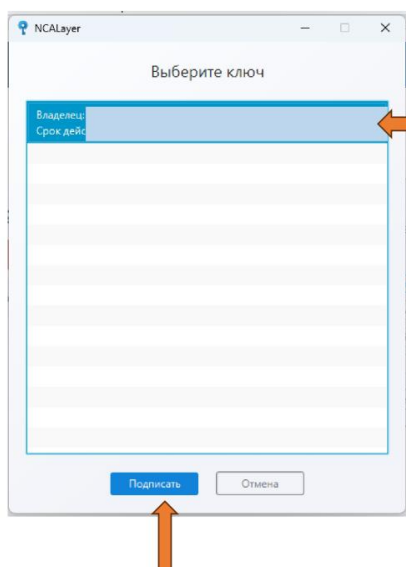 NCALayer
Выберите ключ
Владелец:
Срок дейс
Подписать
Отмена